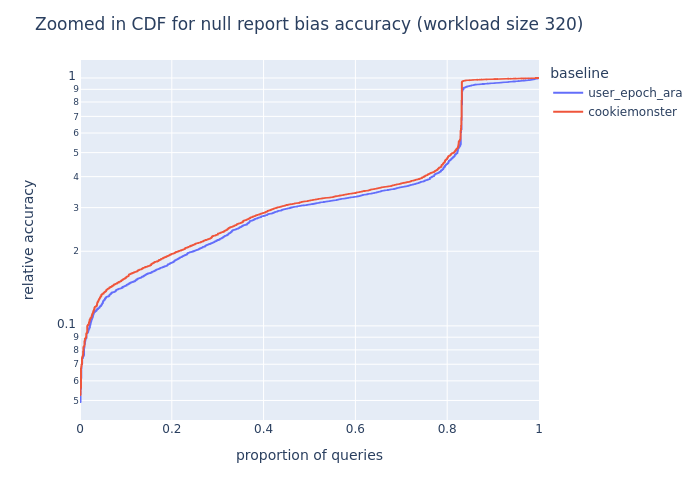 Zoomed in CDF for null report bias accuracy (workload size 320)
baseline
user_epoch_ara
cookiemonster
relative accuracy
1
9
8
7
6
5
4
3
2
0.1
9
8
7
6
5
0 0.2 0.4 0.6 0.8 1
proportion of queries